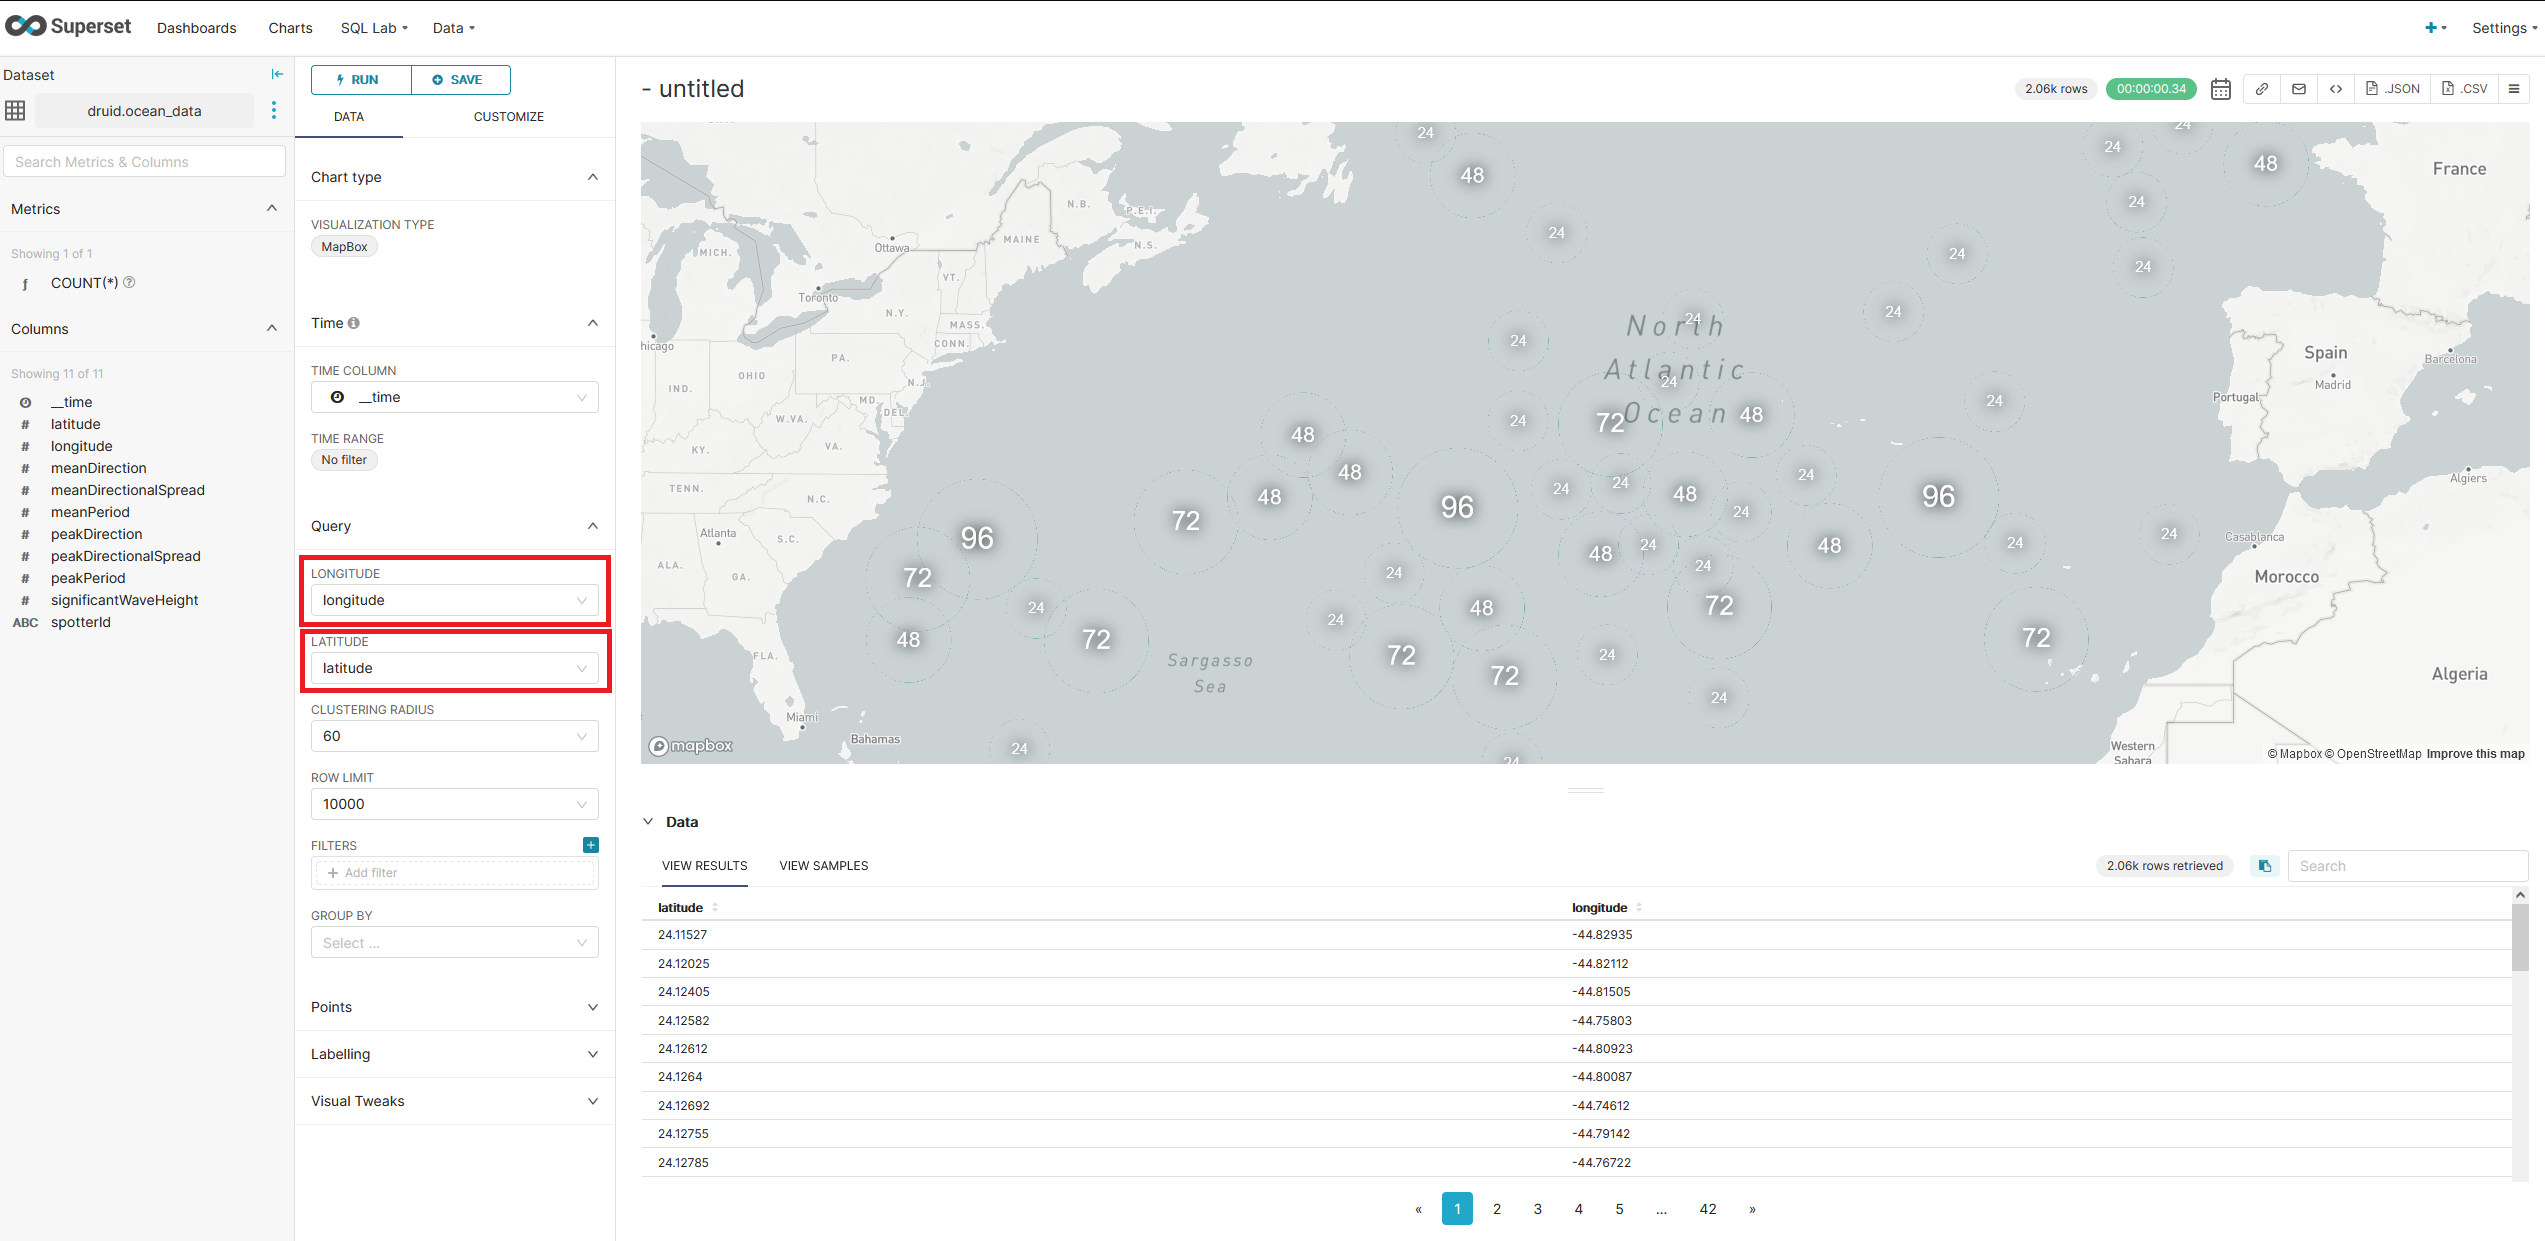 Superset
Dashboards
Charts
SQL Lab
Data
Settings
Dataset
druid.ocean_data
Search Metrics & Columns
Metrics
Showing 1 of 1
ƒ COUNT(*)
Columns
Showing 11 of 11
__time
# latitude
# longitude
# meanDirection
# meanDirectionalSpread
# meanPeriod
# peakDirection
# peakDirectionalSpread
# peakPeriod
# significantWaveHeight
ABC spotterId
RUN
SAVE
DATA
CUSTOMIZE
Chart type
VISUALIZATION TYPE
MapBox
Time
TIME COLUMN
__time
TIME RANGE
No filter
Query
LONGITUDE
longitude
LATITUDE
latitude
CLUSTERING RADIUS
60
ROW LIMIT
10000
FILTERS
+ Add filter
GROUP BY
Select ...
Points
Labelling
Visual Tweaks
- untitled
2.06k rows
00:00:00.34
.JSON
.CSV
24
24
24
48
48
France
24
N.B.
P.E.I.
24
MAINE
Ottawa
N.S.
MICH.
24
24
VT.
Toronto
N.Y.
24
24
North
MASS.
24
CONN.
hicago
Spain
PA.
Barcelona
Atlantic
OHIO
24
N.J.
Madrid
IND.
Portugal
MD.
24
DEL.
Ocean
48
W.VA.
24
72
48
VA.
KY.
48
24
Algiers
24
TENN.
24
48
96
N.C.
48
96
72
24
Atlanta
24
Casablanca
S.C.
96
24
24
48
48
ALA.
24
24
GA.
72
Morocco
24
72
48
24
24
72
48
72
FLA.
72
24
Sargasso
Sea
72
Algeria
24
Miami
Bahamas
24
24
Western
Sahara
mapbox
© Mapbox © OpenStreetMap Improve this map
Data
VIEW RESULTS
VIEW SAMPLES
2.06k rows retrieved
Search
latitude longitude
24.11527 -44.82935
24.12025 -44.82112
24.12405 -44.81505
24.12582 -44.75803
24.12612 -44.80923
24.1264 -44.80087
24.12692 -44.74612
24.12755 -44.79142
24.12785 -44.76722
« 1 2 3 4 5 ... 42 »